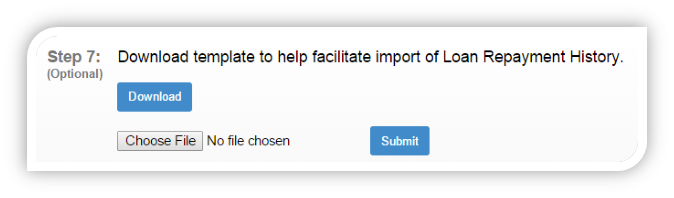 Step 7: Download template to help facilitate import of Loan Repayment History.
(Optional)
Download
Choose File No file chosen Submit